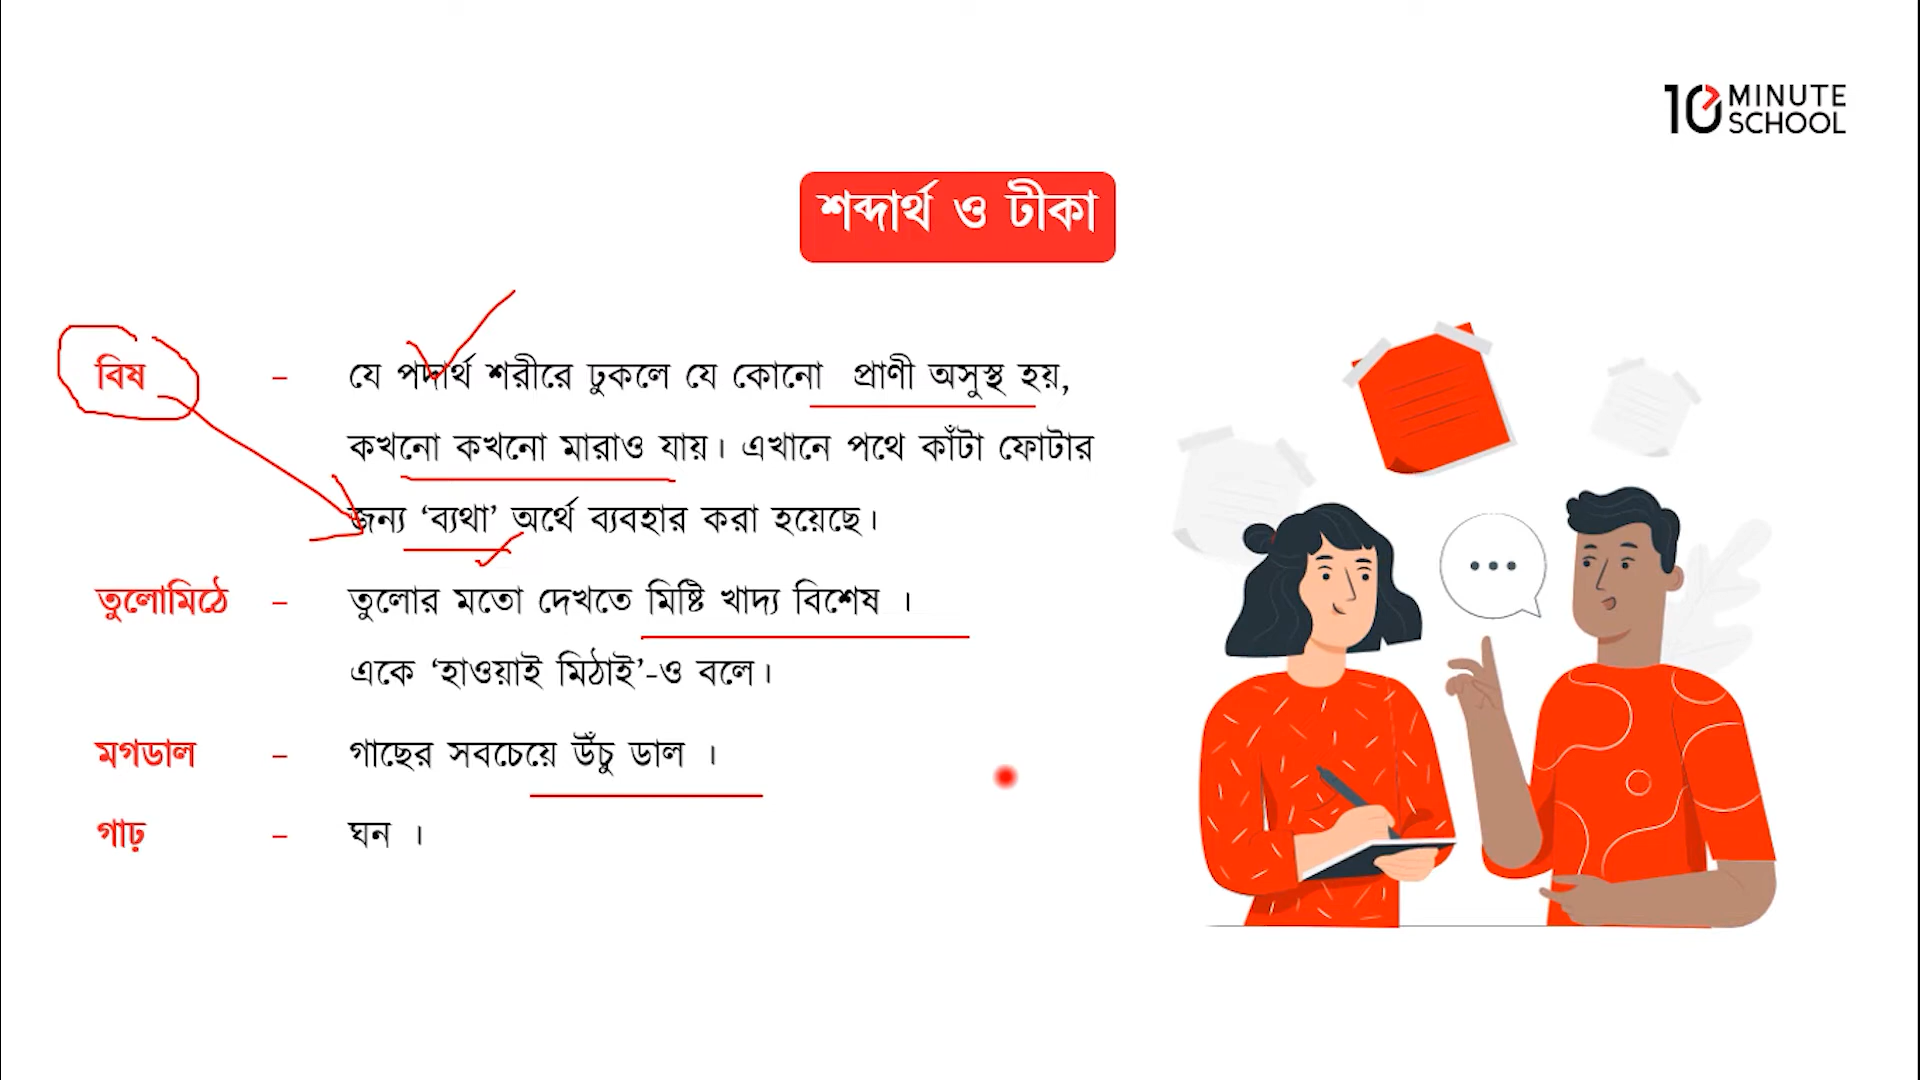 10 MINUTE
SCHOOL
শব্দার্থ ও টীকা
বিষ - যে পদার্থ শরীরে ঢুকলে যে কোনো প্রাণী অসুস্থ হয়,
কখনো কখনো মারাও যায়। এখানে পথে কাঁটা ফোটার
জন্য ‘ব্যথা’ অর্থে ব্যবহার করা হয়েছে।
তুলোমিঠে - তুলোর মতো দেখতে মিষ্টি খাদ্য বিশেষ ।
একে ‘হাওয়াই মিঠাই’-ও বলে।
মগডাল - গাছের সবচেয়ে উঁচু ডাল ।
গাঢ় - ঘন ।